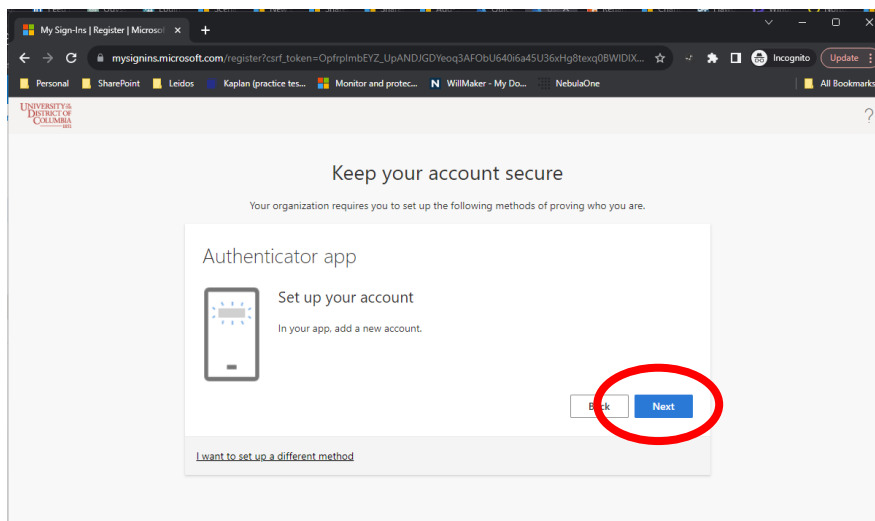 My Sign-Ins | Register | Microsof
mysignins.microsoft.com/register?csrf_token=OpfrpImbEYZ_UpANDJGDYeoq3AFObU640i6a45U36xHg8texq0BWIDIX...
Incognito
Update
Personal
SharePoint
Leidos
Kaplan (practice tes...
Monitor and protec...
WillMaker - My Do...
NebulaOne
All Bookmarks
UNIVERSITY of the
DISTRICT OF
COLUMBIA
Keep your account secure
Your organization requires you to set up the following methods of proving who you are.
Authenticator app
Set up your account
In your app, add a new account.
Back
Next
I want to set up a different method